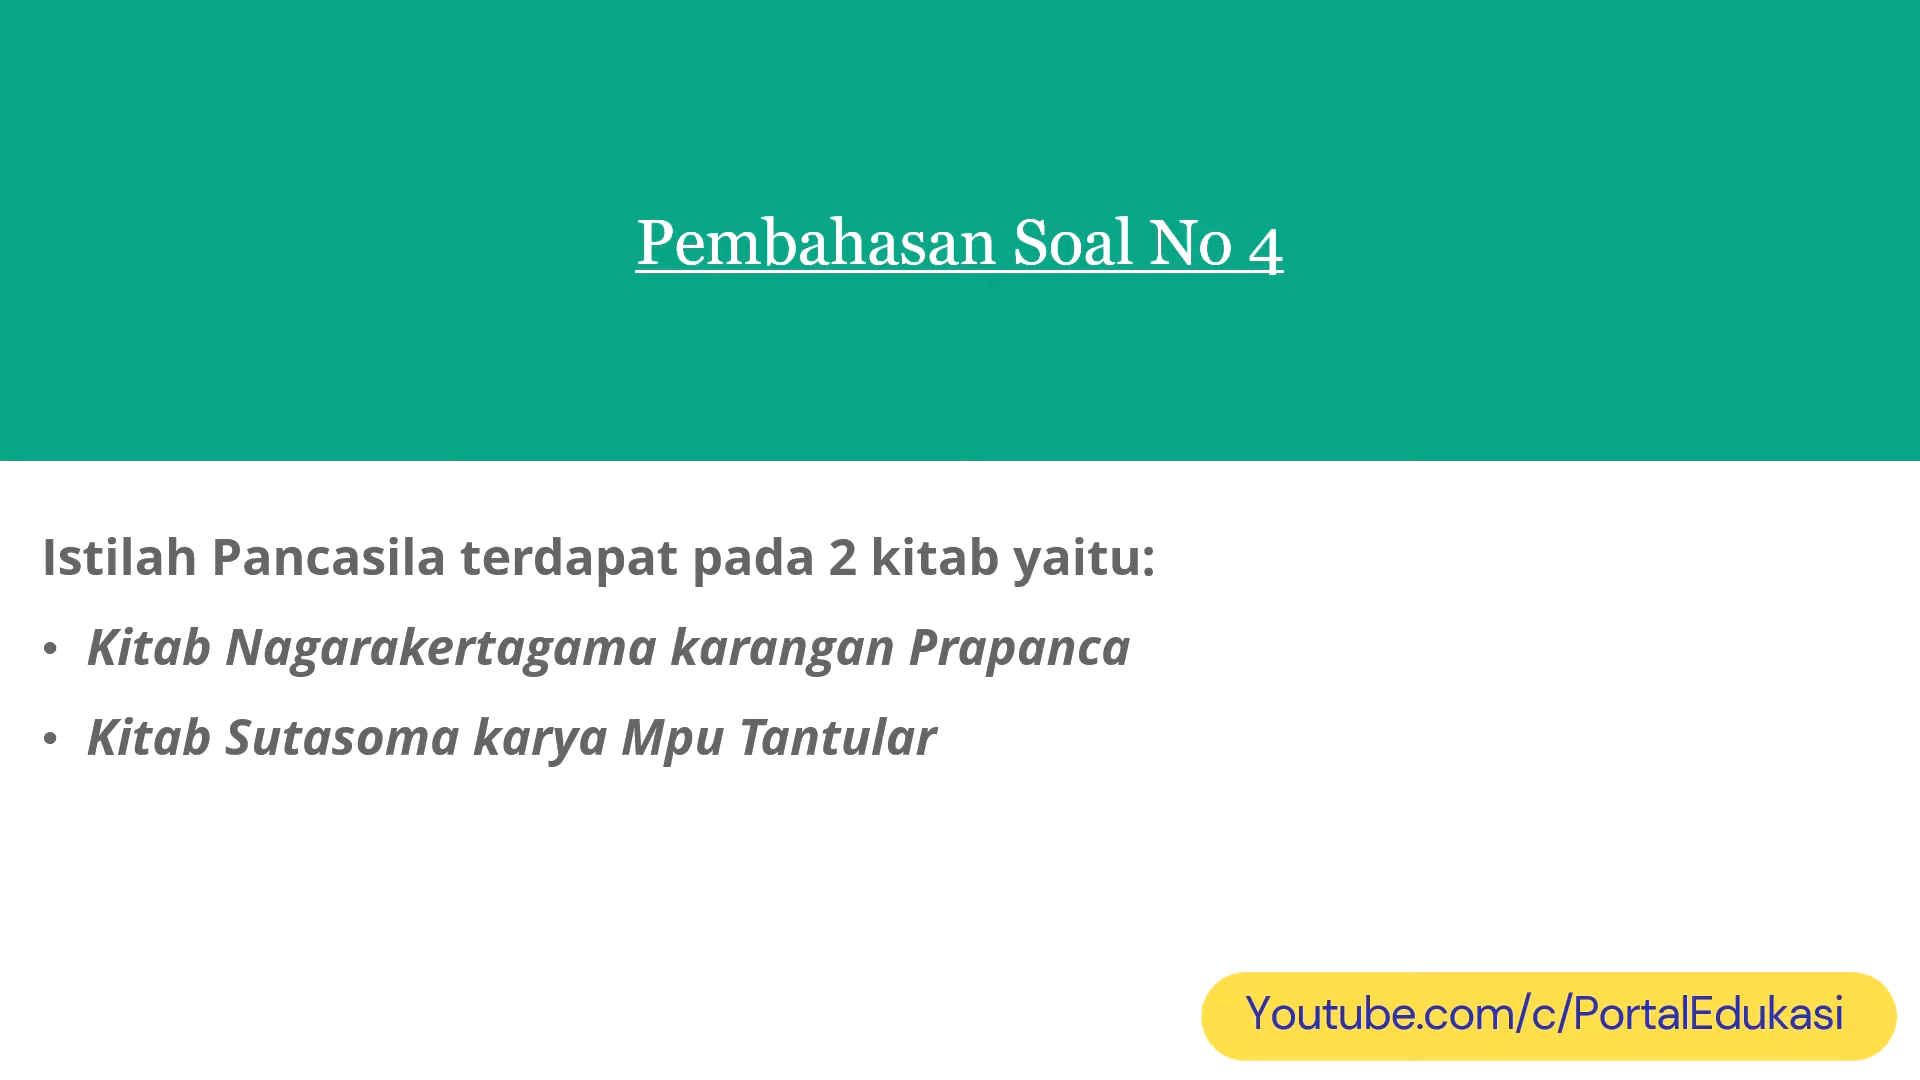 Pembahasan Soal No 4
Istilah Pancasila terdapat pada 2 kitab yaitu:
• Kitab Nagarakertagama karangan Prapanca
• Kitab Sutasoma karya Mpu Tantular
Youtube.com/c/PortalEdukasi